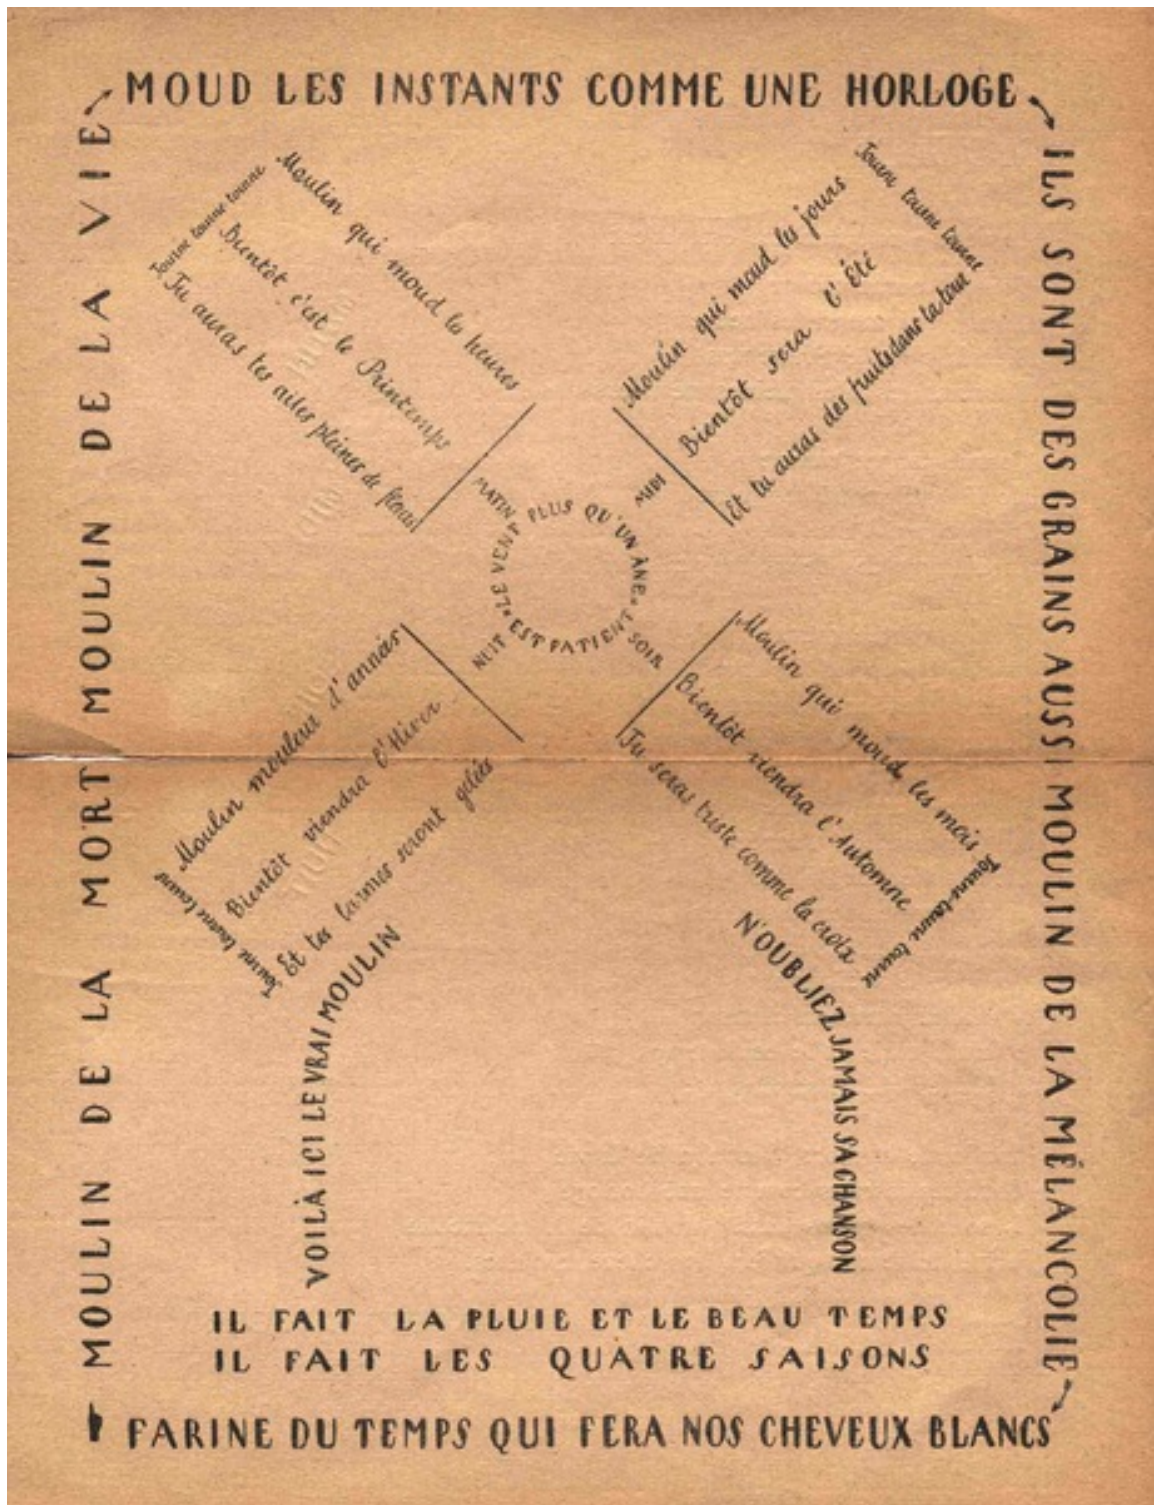 MOULIN DE LA MORT MOULIN DE LA VIE
MOUD LES INSTANTS COMME UNE HORLOGE
ILS SONT DES GRAINS AUSSI MOULIN DE LA MÉLANCOLIE
FARINE DU TEMPS QUI FERA NOS CHEVEUX BLANCS
Tourne tourne tourne
Moulin qui moud les heures
Bientôt c'est le Printemps
Tu auras tes ailes pleines de fleurs
Tourne tourne tourne
Moulin qui moud les jours
Bientôt sera l'Été
Et tu auras des fruits dans ta tour
Tourne tourne tourne
Moulin qui moud les mois
Bientôt viendra l'Automne
Tu seras triste comme la croix
Tourne tourne tourne
Moulin mouleur d'années
Bientôt viendra l'Hiver
Et tes larmes seront gelées
MATIN
MIDI
SOIR
NUIT
LE VENT PLUS QU'UN ÂNE EST PATIENT
VOILÀ ICI LE VRAI MOULIN
N'OUBLIEZ JAMAIS SA CHANSON
IL FAIT LA PLUIE ET LE BEAU TEMPS
IL FAIT LES QUATRE SAISONS